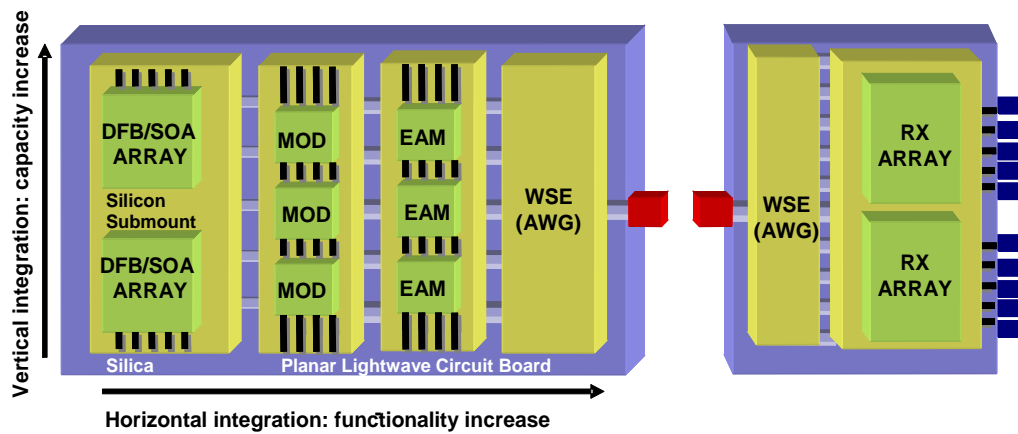 Vertical integration: capacity increase
DFB/SOA
ARRAY
Silicon
Submount
DFB/SOA
ARRAY
MOD
MOD
MOD
EAM
EAM
EAM
WSE
(AWG)
WSE
(AWG)
RX
ARRAY
RX
ARRAY
Silica
Planar Lightwave Circuit Board
Horizontal integration: functionality increase